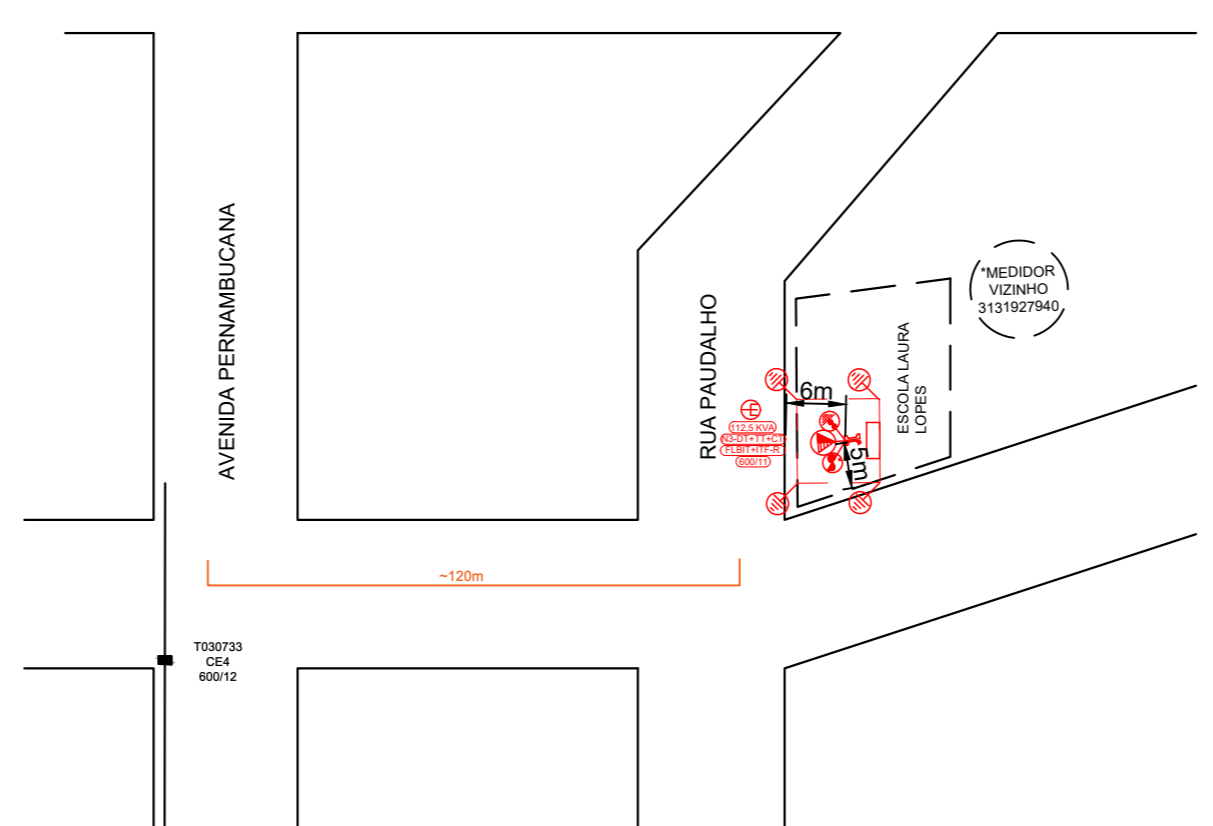 AVENIDA PERNAMBUCANA
RUA PAUDALHO
*MEDIDOR
VIZINHO
3131927940
ESCOLA LAURA
LOPES
6m
5m
E
112,5 KVA
N3-DT+TT+CT
FLBIT+ITF-R
600/11
~120m
T030733
CE4
600/12